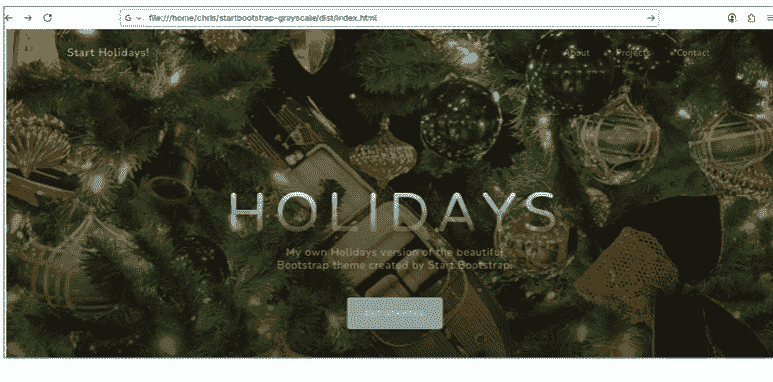 file:///home/chris/startbootstrap-grayscale/dist/index.html
Start Holidays!
About Projects Contact
HOLIDAYS
My own Holidays version of the beautiful
Bootstrap theme created by Start Bootstrap.